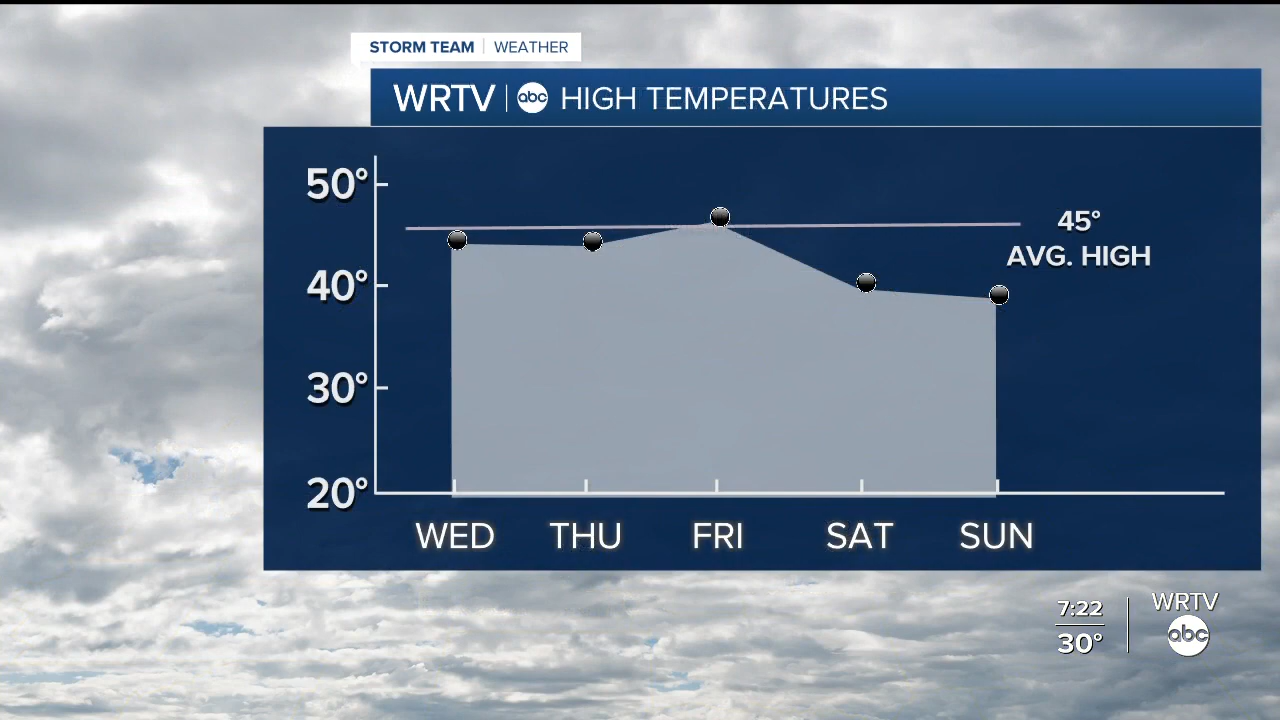 STORM TEAM | WEATHER
WRTV | abc HIGH TEMPERATURES
50°
40°
30°
20°
45°
AVG. HIGH
WED THU FRI SAT SUN
7:22
30°
WRTV
abc